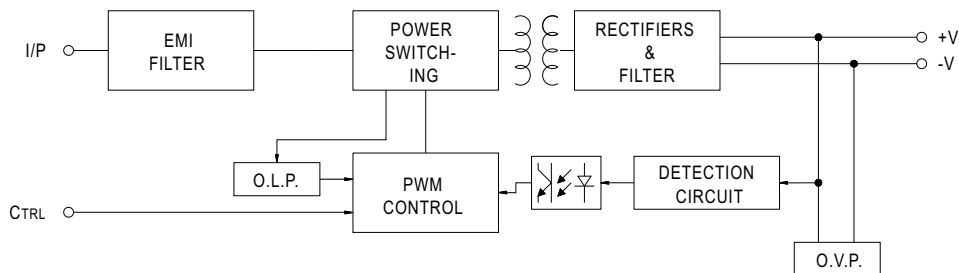 I/P
EMI
FILTER
POWER
SWITCH-
ING
RECTIFIERS
&
FILTER
+V
-V
O.L.P.
PWM
CONTROL
DETECTION
CIRCUIT
CTRL
O.V.P.